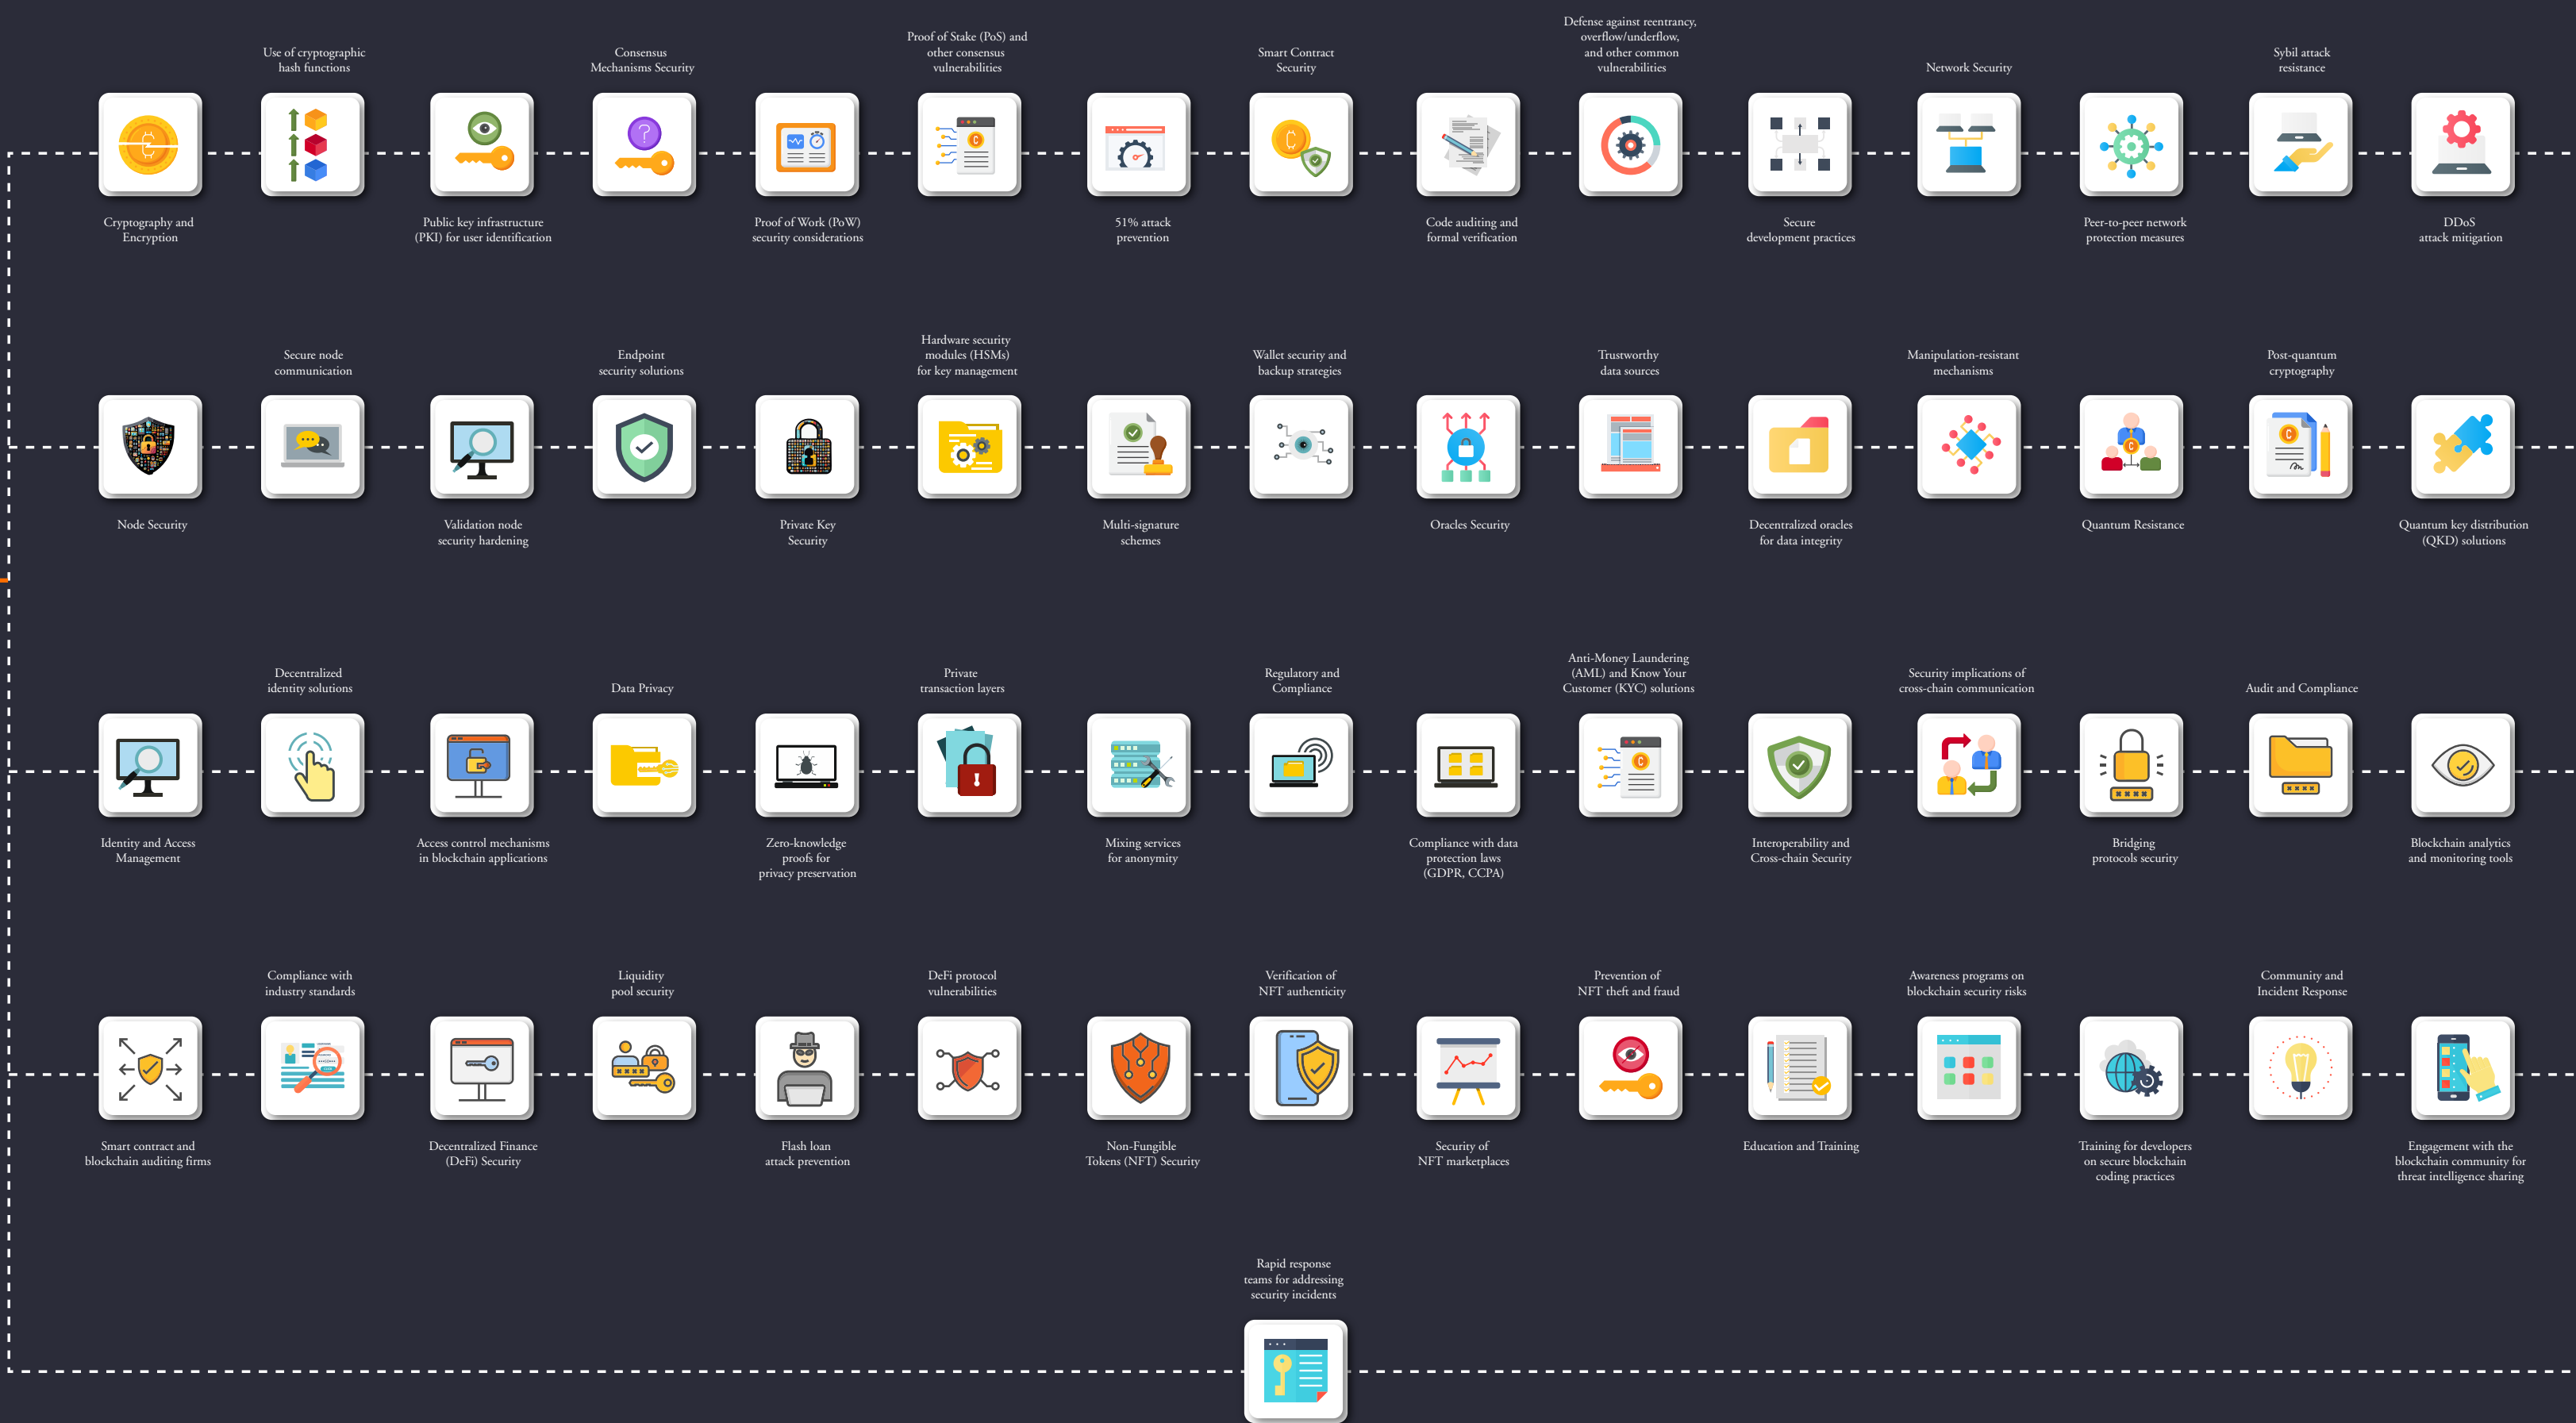 Cryptography and
Encryption
Use of cryptographic
hash functions
Public key infrastructure
(PKI) for user identification
Consensus
Mechanisms Security
Proof of Work (PoW)
security considerations
Proof of Stake (PoS) and
other consensus
vulnerabilities
51% attack
prevention
Smart Contract
Security
Code auditing and
formal verification
Defense against reentrancy,
overflow/underflow,
and other common
vulnerabilities
Secure
development practices
Network Security
Peer-to-peer network
protection measures
Sybil attack
resistance
DDoS
attack mitigation
Node Security
Secure node
communication
Validation node
security hardening
Endpoint
security solutions
Private Key
Security
Hardware security
modules (HSMs)
for key management
Multi-signature
schemes
Wallet security and
backup strategies
Oracles Security
Trustworthy
data sources
Decentralized oracles
for data integrity
Manipulation-resistant
mechanisms
Quantum Resistance
Post-quantum
cryptography
Quantum key distribution
(QKD) solutions
Identity and Access
Management
Decentralized
identity solutions
Access control mechanisms
in blockchain applications
Data Privacy
Zero-knowledge
proofs for
privacy preservation
Private
transaction layers
Mixing services
for anonymity
Regulatory and
Compliance
Compliance with data
protection laws
(GDPR, CCPA)
Anti-Money Laundering
(AML) and Know Your
Customer (KYC) solutions
Interoperability and
Cross-chain Security
Security implications of
cross-chain communication
Bridging
protocols security
Audit and Compliance
Blockchain analytics
and monitoring tools
Smart contract and
blockchain auditing firms
Compliance with
industry standards
Decentralized Finance
(DeFi) Security
Liquidity
pool security
Flash loan
attack prevention
DeFi protocol
vulnerabilities
Non-Fungible
Tokens (NFT) Security
Verification of
NFT authenticity
Security of
NFT marketplaces
Prevention of
NFT theft and fraud
Education and Training
Awareness programs on
blockchain security risks
Training for developers
on secure blockchain
coding practices
Community and
Incident Response
Engagement with the
blockchain community for
threat intelligence sharing
Rapid response
teams for addressing
security incidents